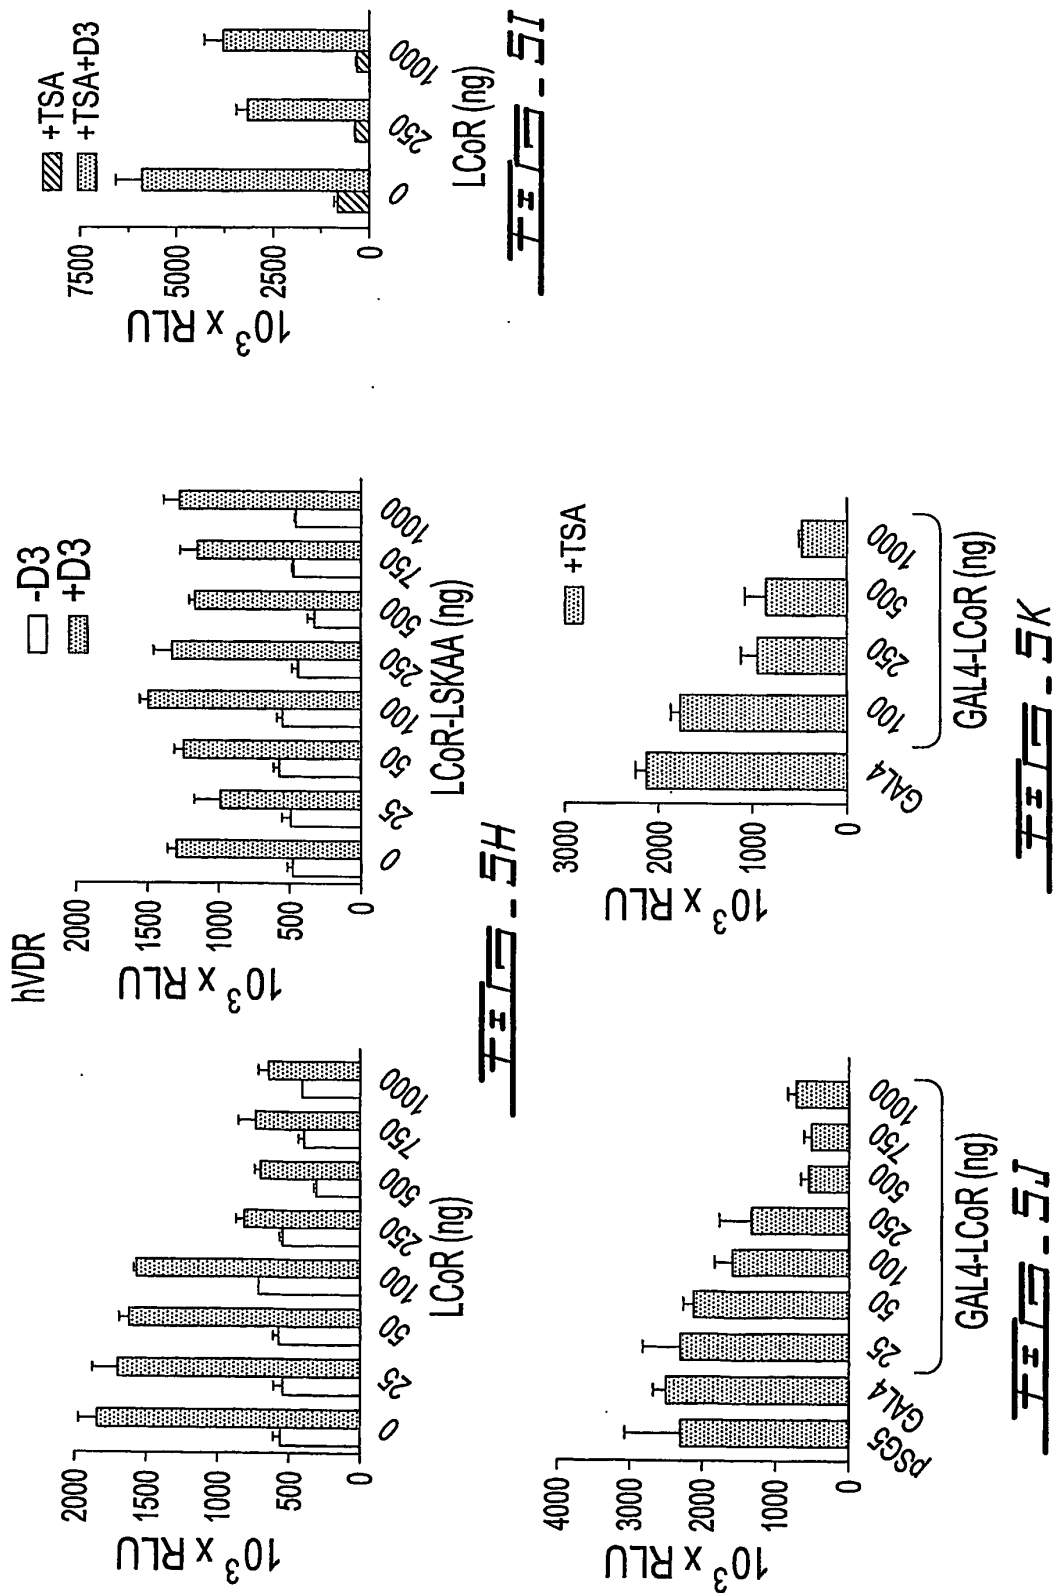 hVDR
-D3
+D3
10³ x RLU
2000
1500
1000
500
0
0 25 50 100 250 500 750 1000
LCoR (ng)
10³ x RLU
2000
1500
1000
500
0
0 25 50 100 250 500 750 1000
LCoR-LSKAA (ng)
FIG-5H
+TSA
+TSA+D3
10³ x RLU
7500
5000
2500
0
0 250 1000
LCoR (ng)
FIG-5I
10³ x RLU
4000
3000
2000
1000
0
pSG5 GAL4 25 50 100 250 500 750 1000
GAL4-LCoR (ng)
FIG-5J
+TSA
10³ x RLU
3000
2000
1000
0
GAL4 100 250 500 1000
GAL4-LCoR (ng)
FIG-5K